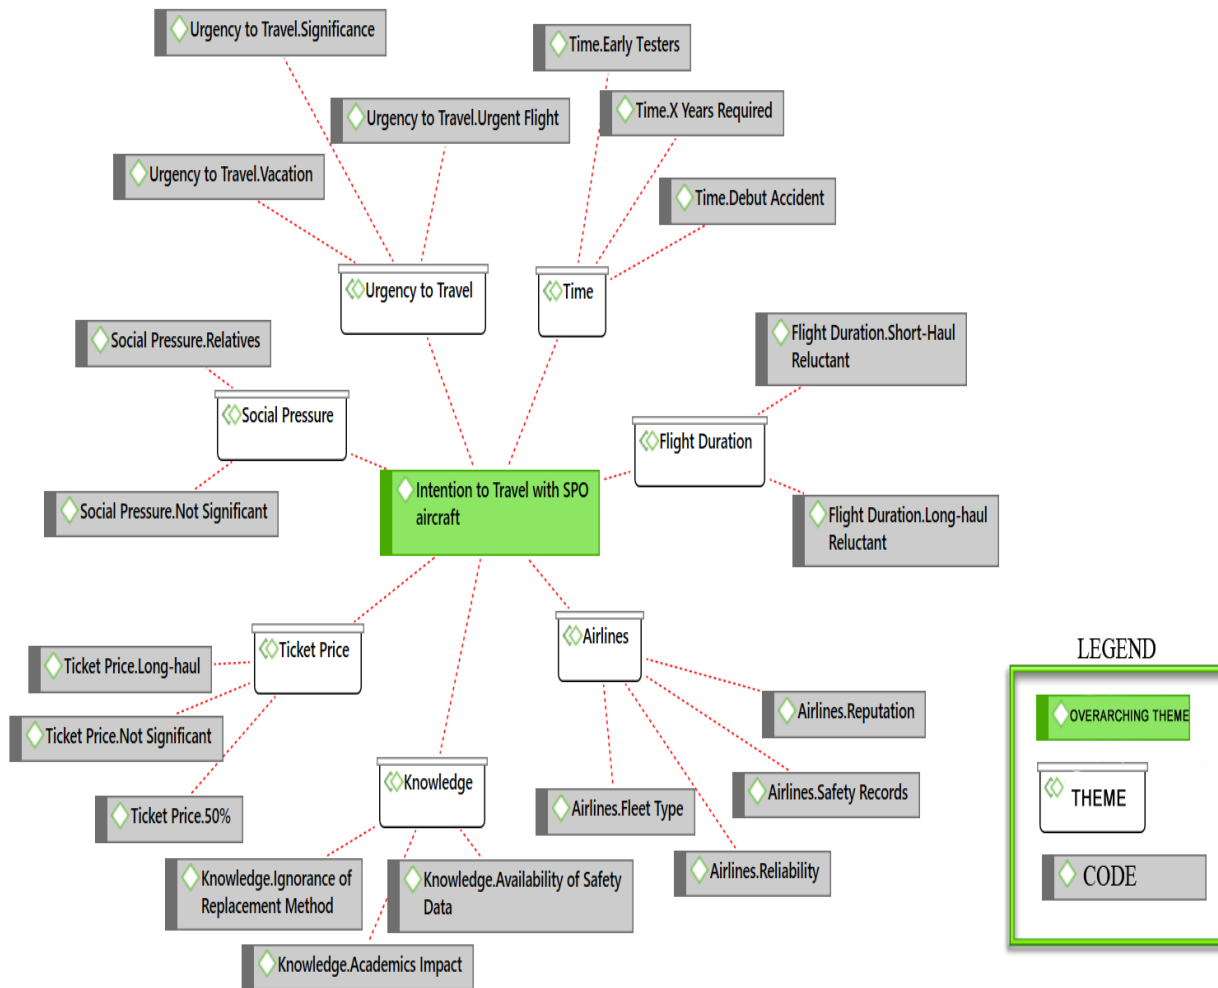 Urgency to Travel.Significance
Time.Early Testers
Urgency to Travel.Urgent Flight
Time.X Years Required
Urgency to Travel.Vacation
Time.Debut Accident
Urgency to Travel
Time
Social Pressure.Relatives
Flight Duration.Short-Haul
Reluctant
Social Pressure
Flight Duration
Intention to Travel with SPO
aircraft
Social Pressure.Not Significant
Flight Duration.Long-haul
Reluctant
Ticket Price
Airlines
Ticket Price.Long-haul
Ticket Price.Not Significant
Ticket Price.50%
Knowledge
Airlines.Reputation
Airlines.Safety Records
Airlines.Fleet Type
Airlines.Reliability
Knowledge.Ignorance of
Replacement Method
Knowledge.Availability of Safety
Data
Knowledge.Academics Impact
LEGEND
OVERARCHING THEME
THEME
CODE